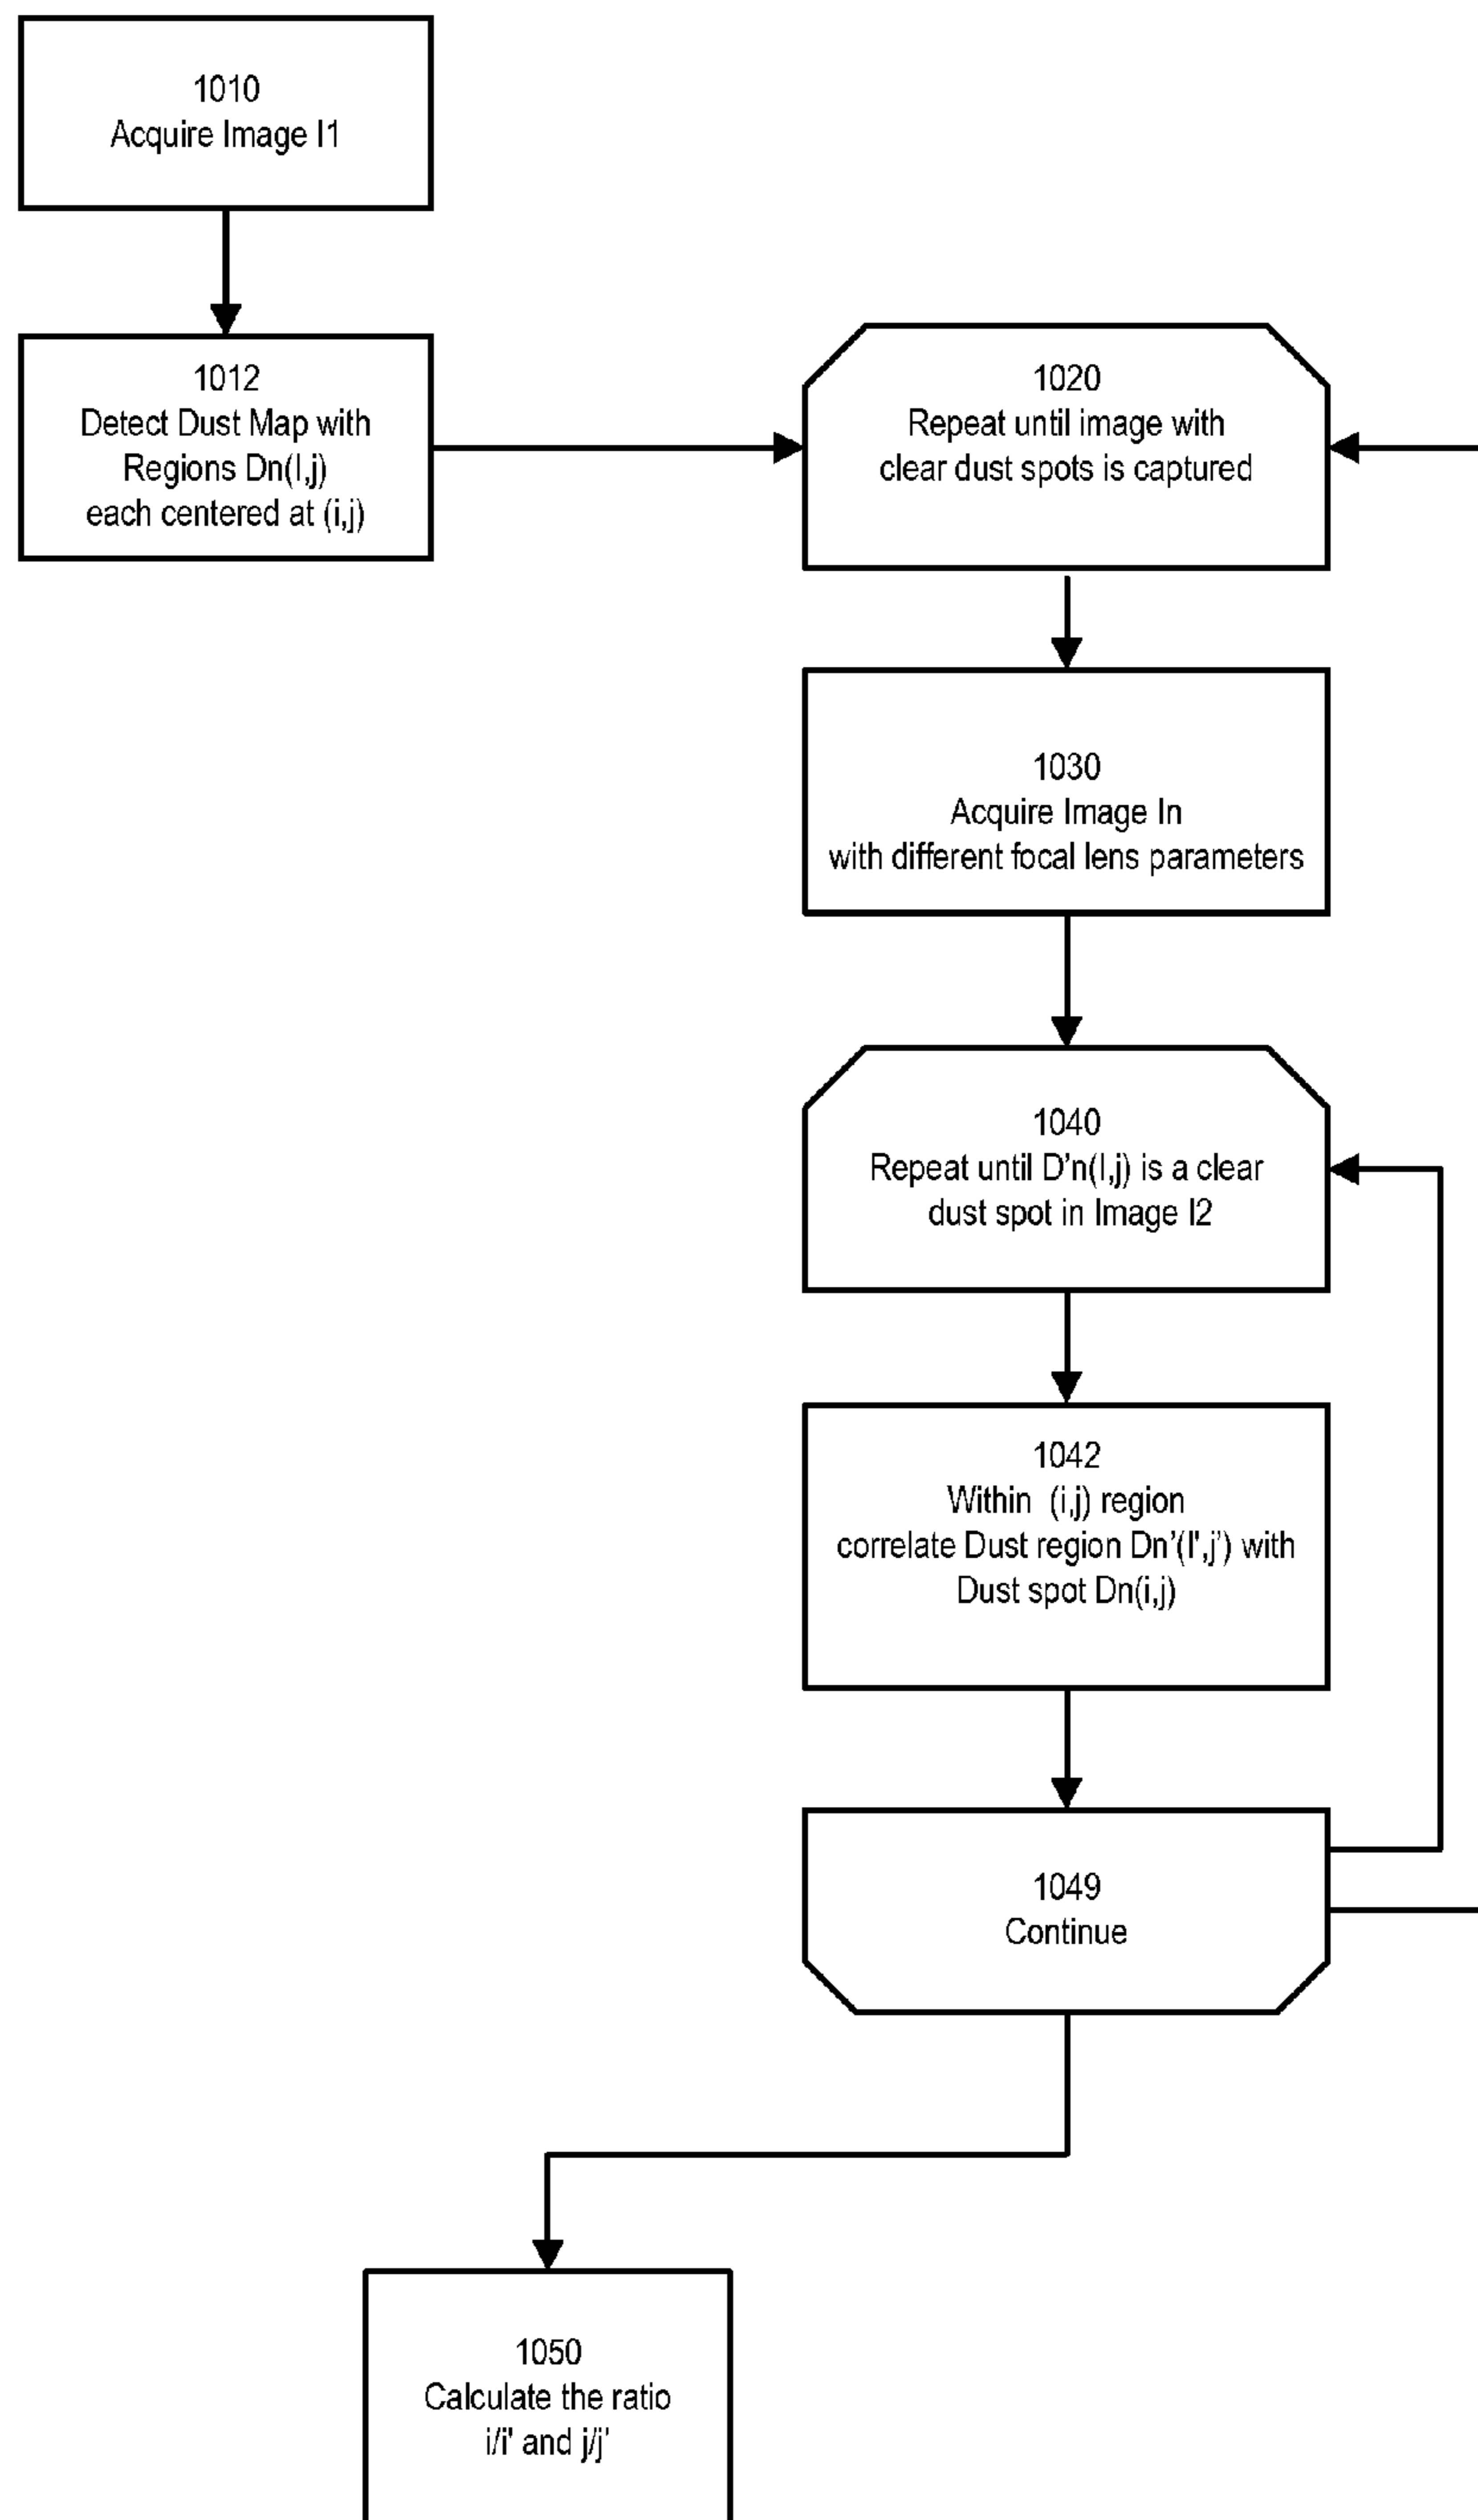 1010
Acquire Image I1
1012
Detect Dust Map with
Regions Dn(I,j)
each centered at (i,j)
1020
Repeat until image with
clear dust spots is captured
1030
Acquire Image In
with different focal lens parameters
1040
Repeat until D'n(I,j) is a clear
dust spot in Image I2
1042
Within (i,j) region
correlate Dust region Dn'(I',j') with
Dust spot Dn(i,j)
1049
Continue
1050
Calculate the ratio
i/i' and j/j'